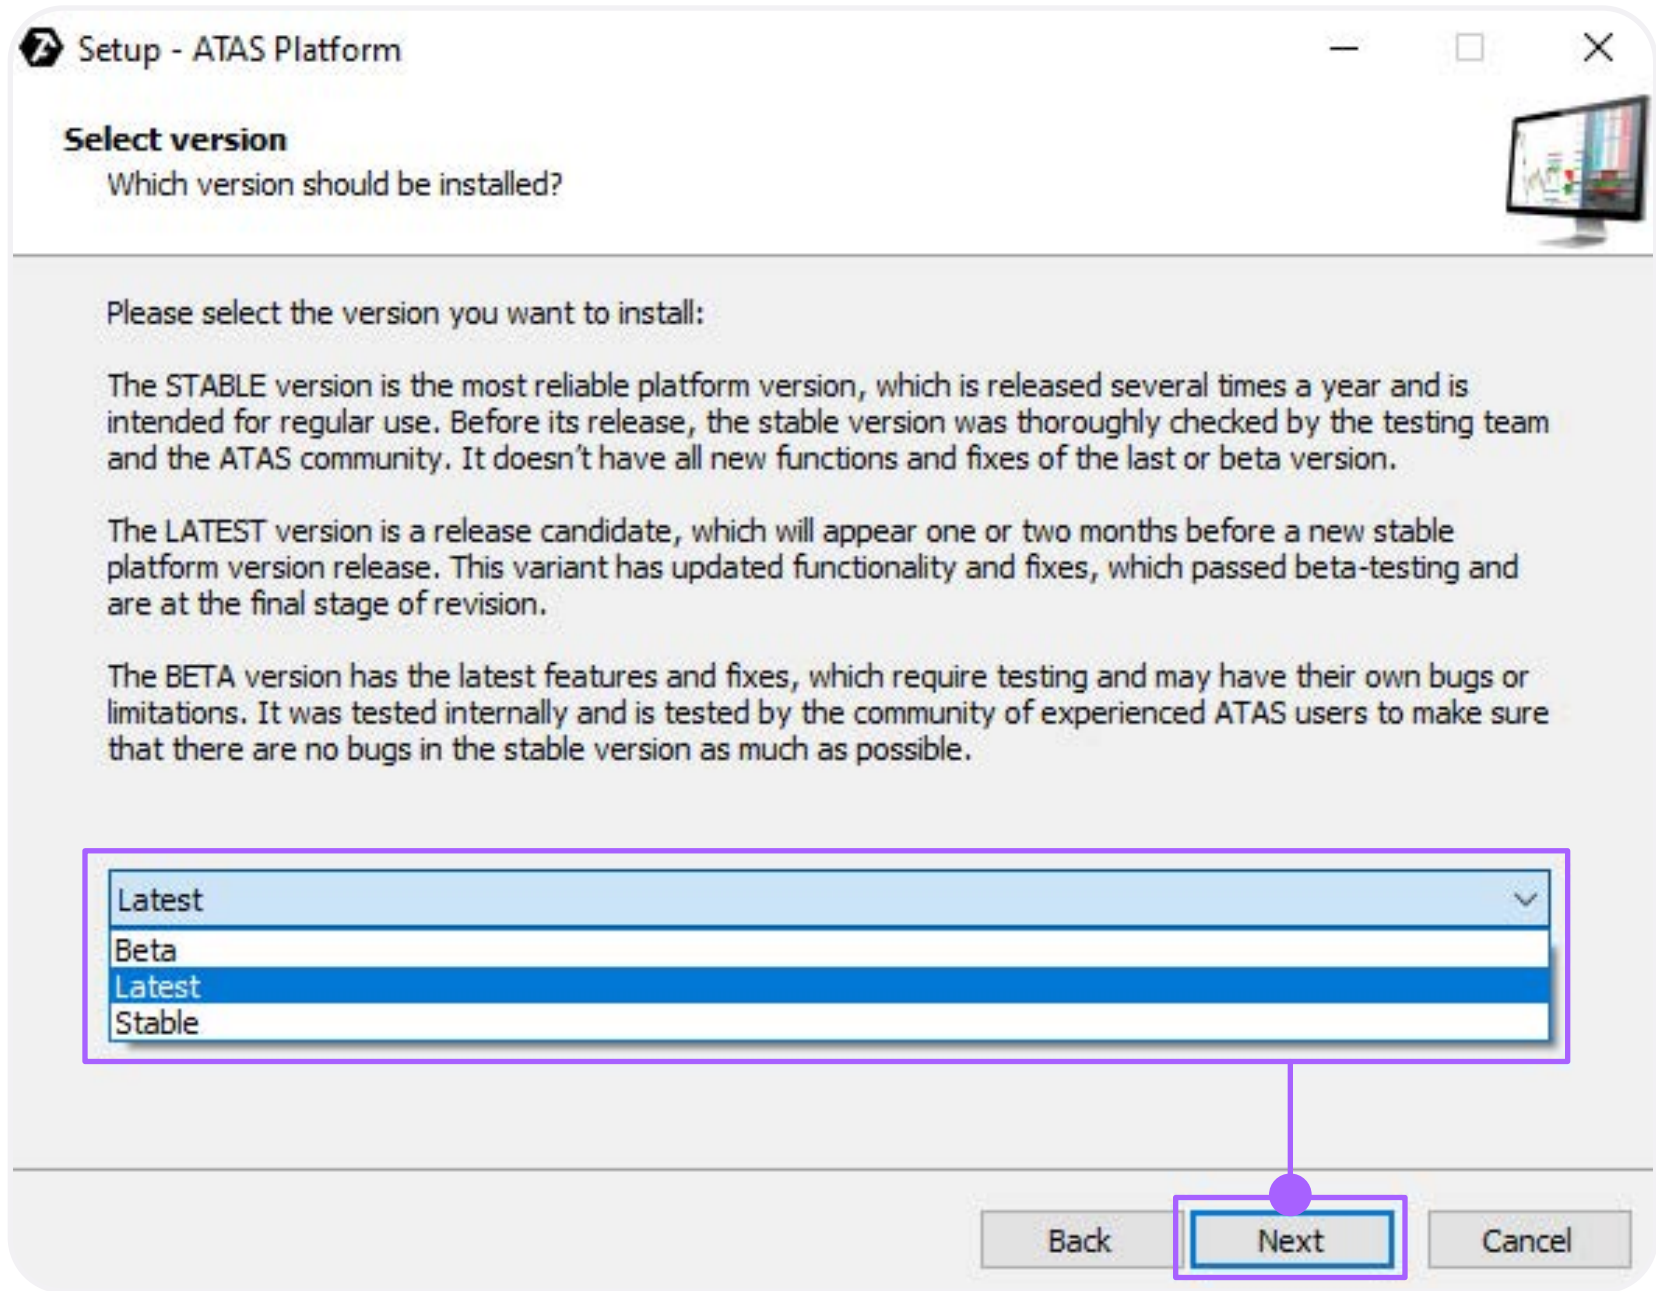 Setup - ATAS Platform
Select version
Which version should be installed?
Please select the version you want to install:
The STABLE version is the most reliable platform version, which is released several times a year and is
intended for regular use. Before its release, the stable version was thoroughly checked by the testing team
and the ATAS community. It doesn’t have all new functions and fixes of the last or beta version.
The LATEST version is a release candidate, which will appear one or two months before a new stable
platform version release. This variant has updated functionality and fixes, which passed beta-testing and
are at the final stage of revision.
The BETA version has the latest features and fixes, which require testing and may have their own bugs or
limitations. It was tested internally and is tested by the community of experienced ATAS users to make sure
that there are no bugs in the stable version as much as possible.
Latest
Beta
Latest
Stable
Back Next Cancel